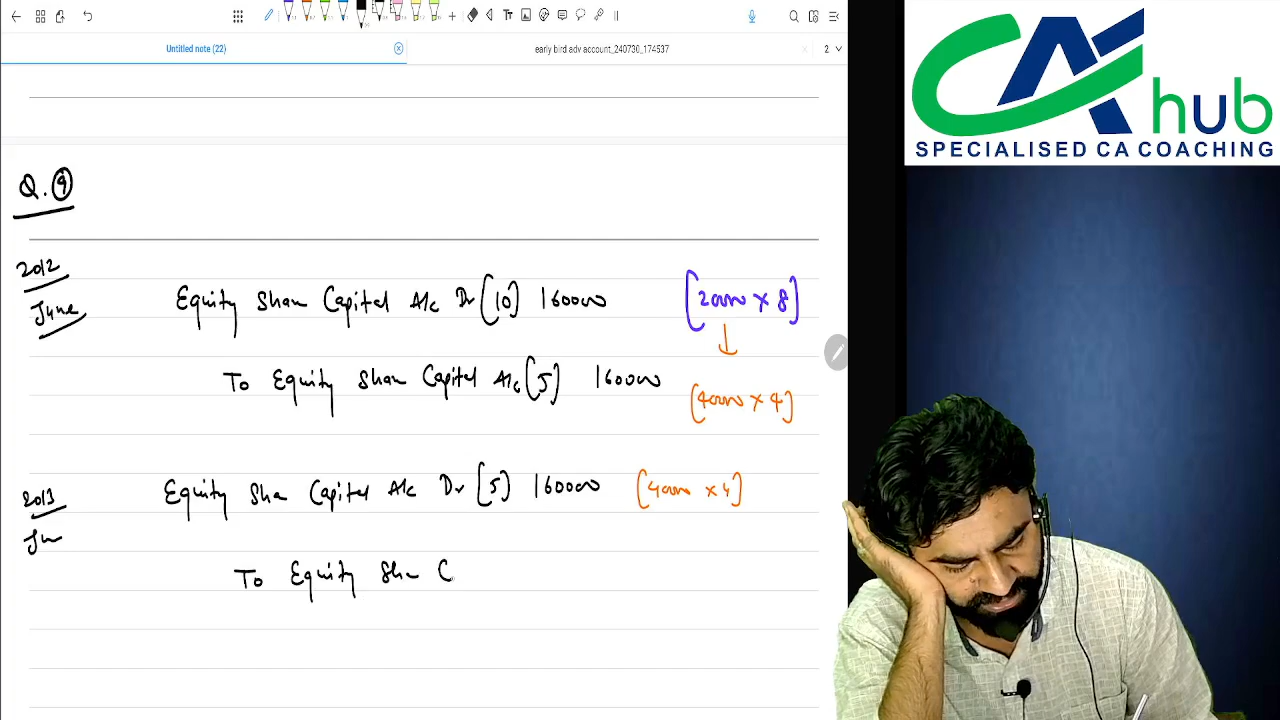 Untitled note (22)
early bird adv account_240730_174537
2
CA hub
SPECIALISED CA COACHING
Q. 9
2012
June
Equity Share Capital A/c Dr [10] 160000 [20000 x 8]
To Equity Share Capital A/c [5] 160000 [40000 x 4]
2013
Jun
Equity Sha Capital A/c Dr [5] 160000 [40000 x 4]
To Equity Sha C